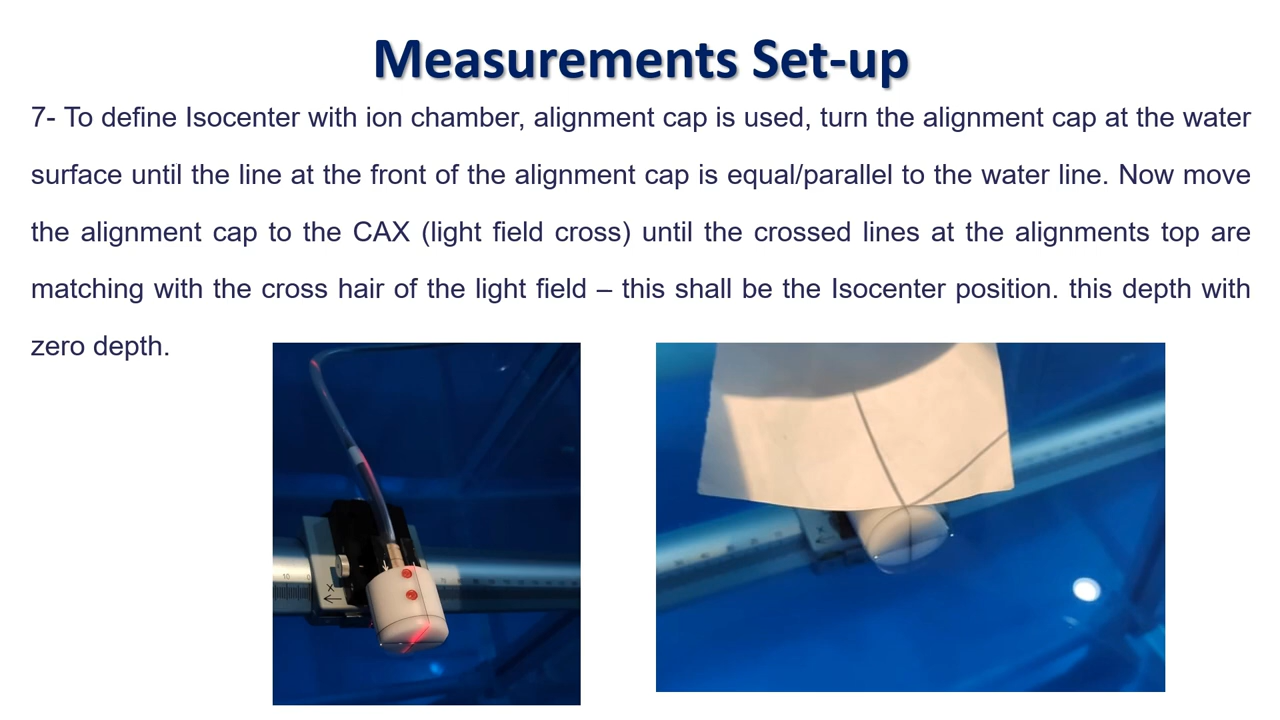 Measurements Set-up
7- To define Isocenter with ion chamber, alignment cap is used, turn the alignment cap at the water
surface until the line at the front of the alignment cap is equal/parallel to the water line. Now move
the alignment cap to the CAX (light field cross) until the crossed lines at the alignments top are
matching with the cross hair of the light field – this shall be the Isocenter position. this depth with
zero depth.
10
X
X